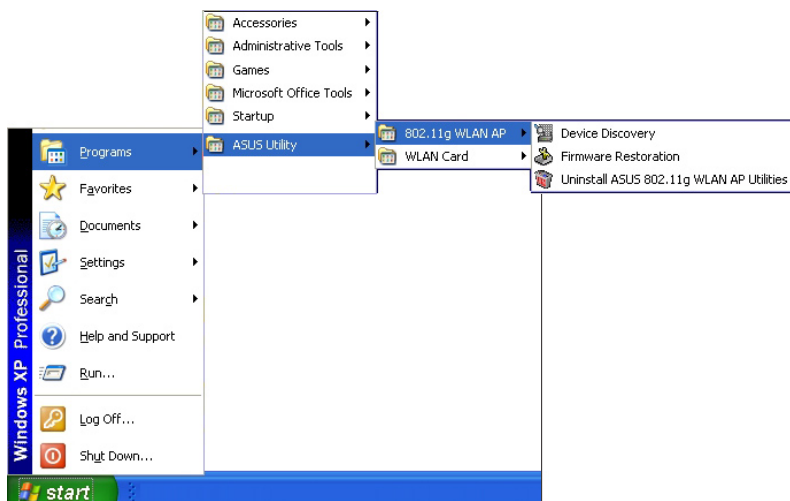 Accessories
Administrative Tools
Games
Microsoft Office Tools
Startup
ASUS Utility
802.11g WLAN AP
WLAN Card
Device Discovery
Firmware Restoration
Uninstall ASUS 802.11g WLAN AP Utilities
Programs
Favorites
Documents
Settings
Search
Help and Support
Run...
Log Off...
Shut Down...
Windows XP Professional
start